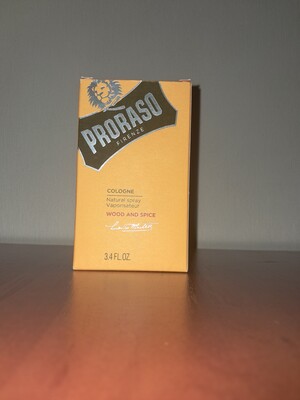 PRORASO
FIRENZE
COLOGNE
Natural spray
Vaporisateur
WOOD AND SPICE
3.4 FL.OZ.